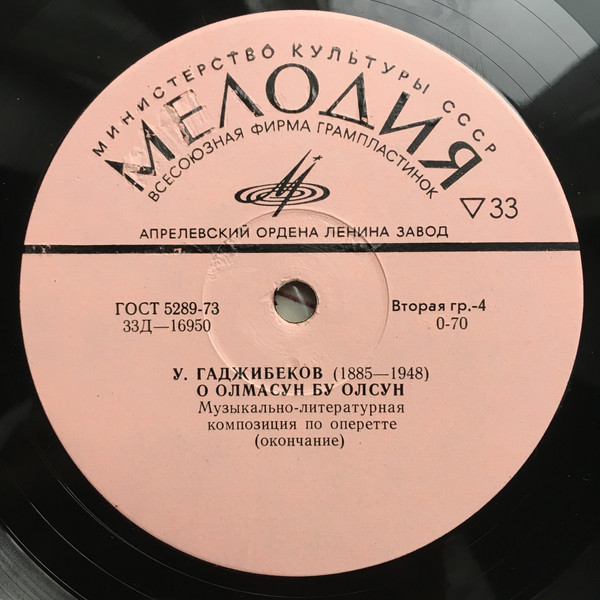 МИНИСТЕРСТВО КУЛЬТУРЫ СССР
МЕЛОДИЯ
ВСЕСОЮЗНАЯ ФИРМА ГРАМПЛАСТИНОК
▽33
АПРЕЛЕВСКИЙ ОРДЕНА ЛЕНИНА ЗАВОД
ГОСТ 5289-73
33Д—16950
Вторая гр.-4
0-70
У. ГАДЖИБЕКОВ (1885—1948)
О ОЛМАСУН БУ ОЛСУН
Музыкально-литературная
композиция по оперетте
(окончание)